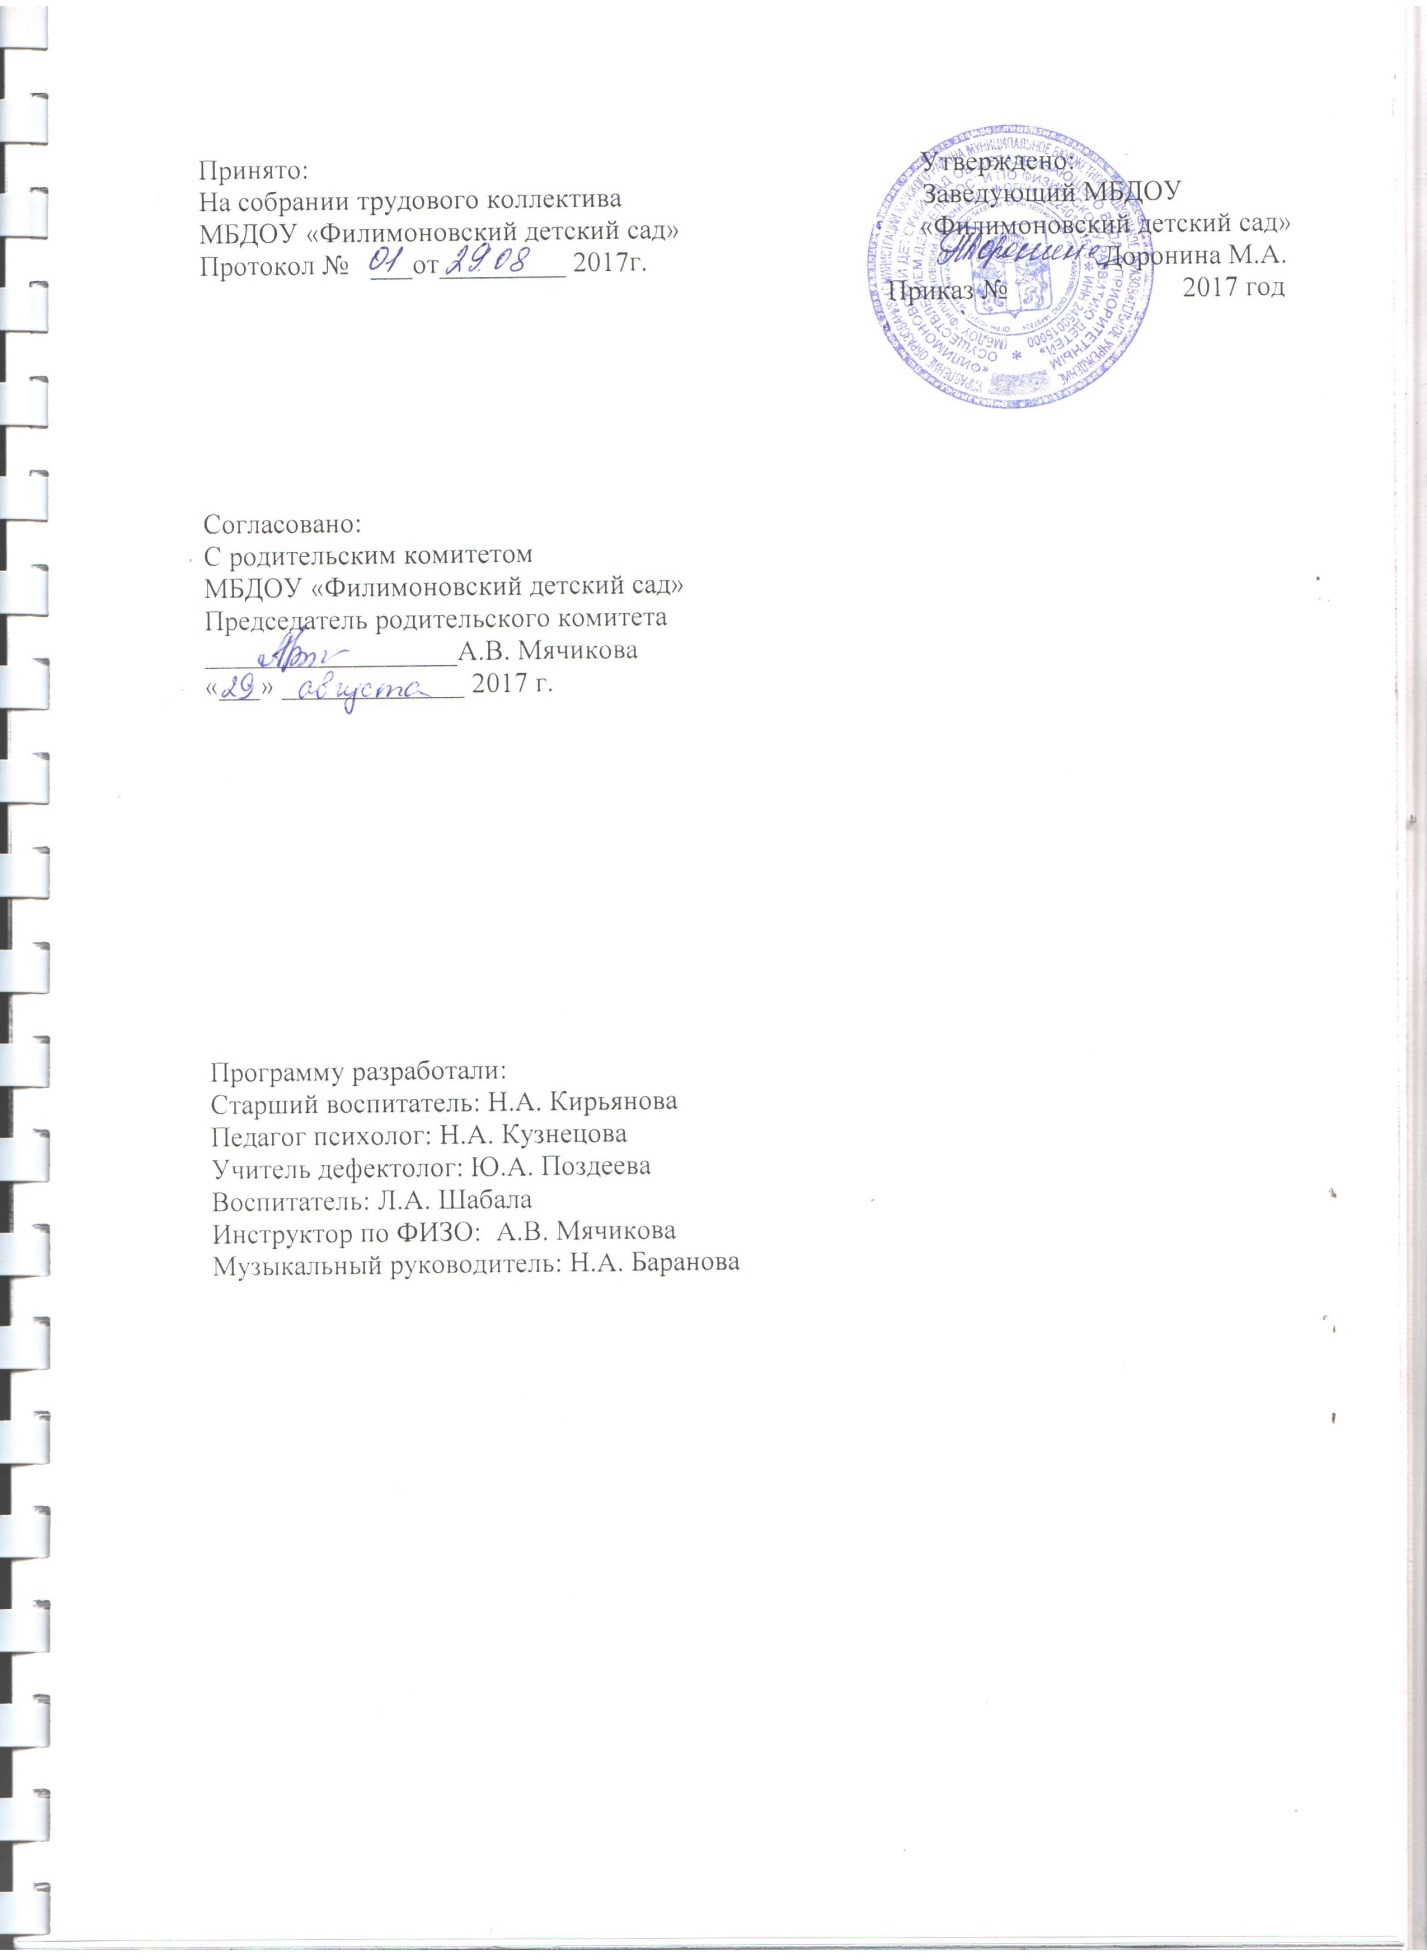 Принято:
На собрании трудового коллектива
МБДОУ «Филимоновский детский сад»
Протокол № 01 от 29.08 2017г.
Утверждено:
Заведующий МБДОУ
«Филимоновский детский сад»
Доронина М.А.
Приказ № 2017 год
Согласовано:
С родительским комитетом
МБДОУ «Филимоновский детский сад»
Председатель родительского комитета
А.В. Мячикова
«29» августа 2017 г.
Программу разработали:
Старший воспитатель: Н.А. Кирьянова
Педагог психолог: Н.А. Кузнецова
Учитель дефектолог: Ю.А. Поздеева
Воспитатель: Л.А. Шабала
Инструктор по ФИЗО: А.В. Мячикова
Музыкальный руководитель: Н.А. Баранова